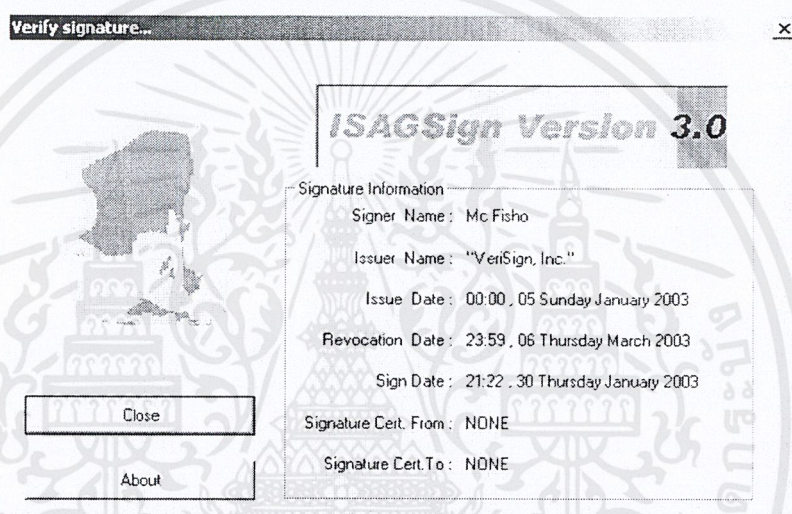 Verify signature...
×
ISAGSign Version 3.0
Signature Information
Signer Name : Mc Fisho
Issuer Name : "VeriSign, Inc."
Issue Date : 00:00 , 05 Sunday January 2003
Revocation Date : 23:59 , 06 Thursday March 2003
Sign Date : 21:22 , 30 Thursday January 2003
Signature Cert. From : NONE
Signature Cert.To : NONE
Close
About